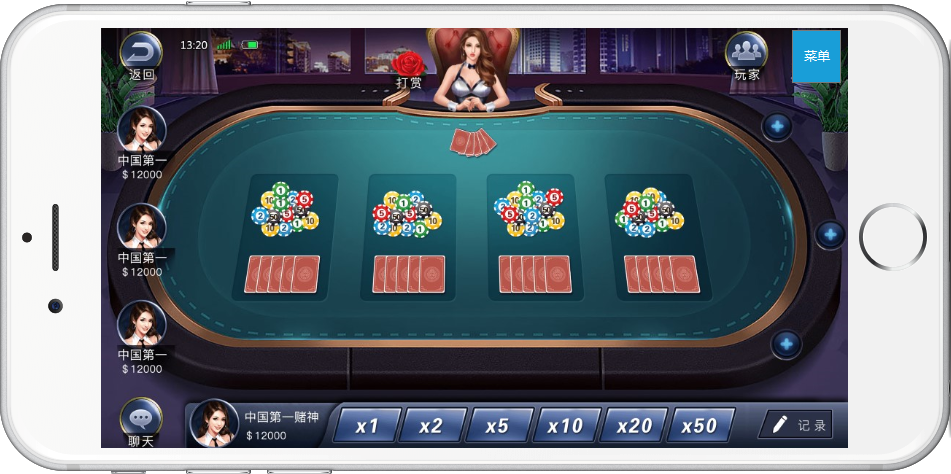 13:20
返回
打赏
玩家
菜单
中国第一
$12000
中国第一
$12000
中国第一
$12000
聊天
中国第一赌神
$12000
x1
x2
x5
x10
x20
x50
记录